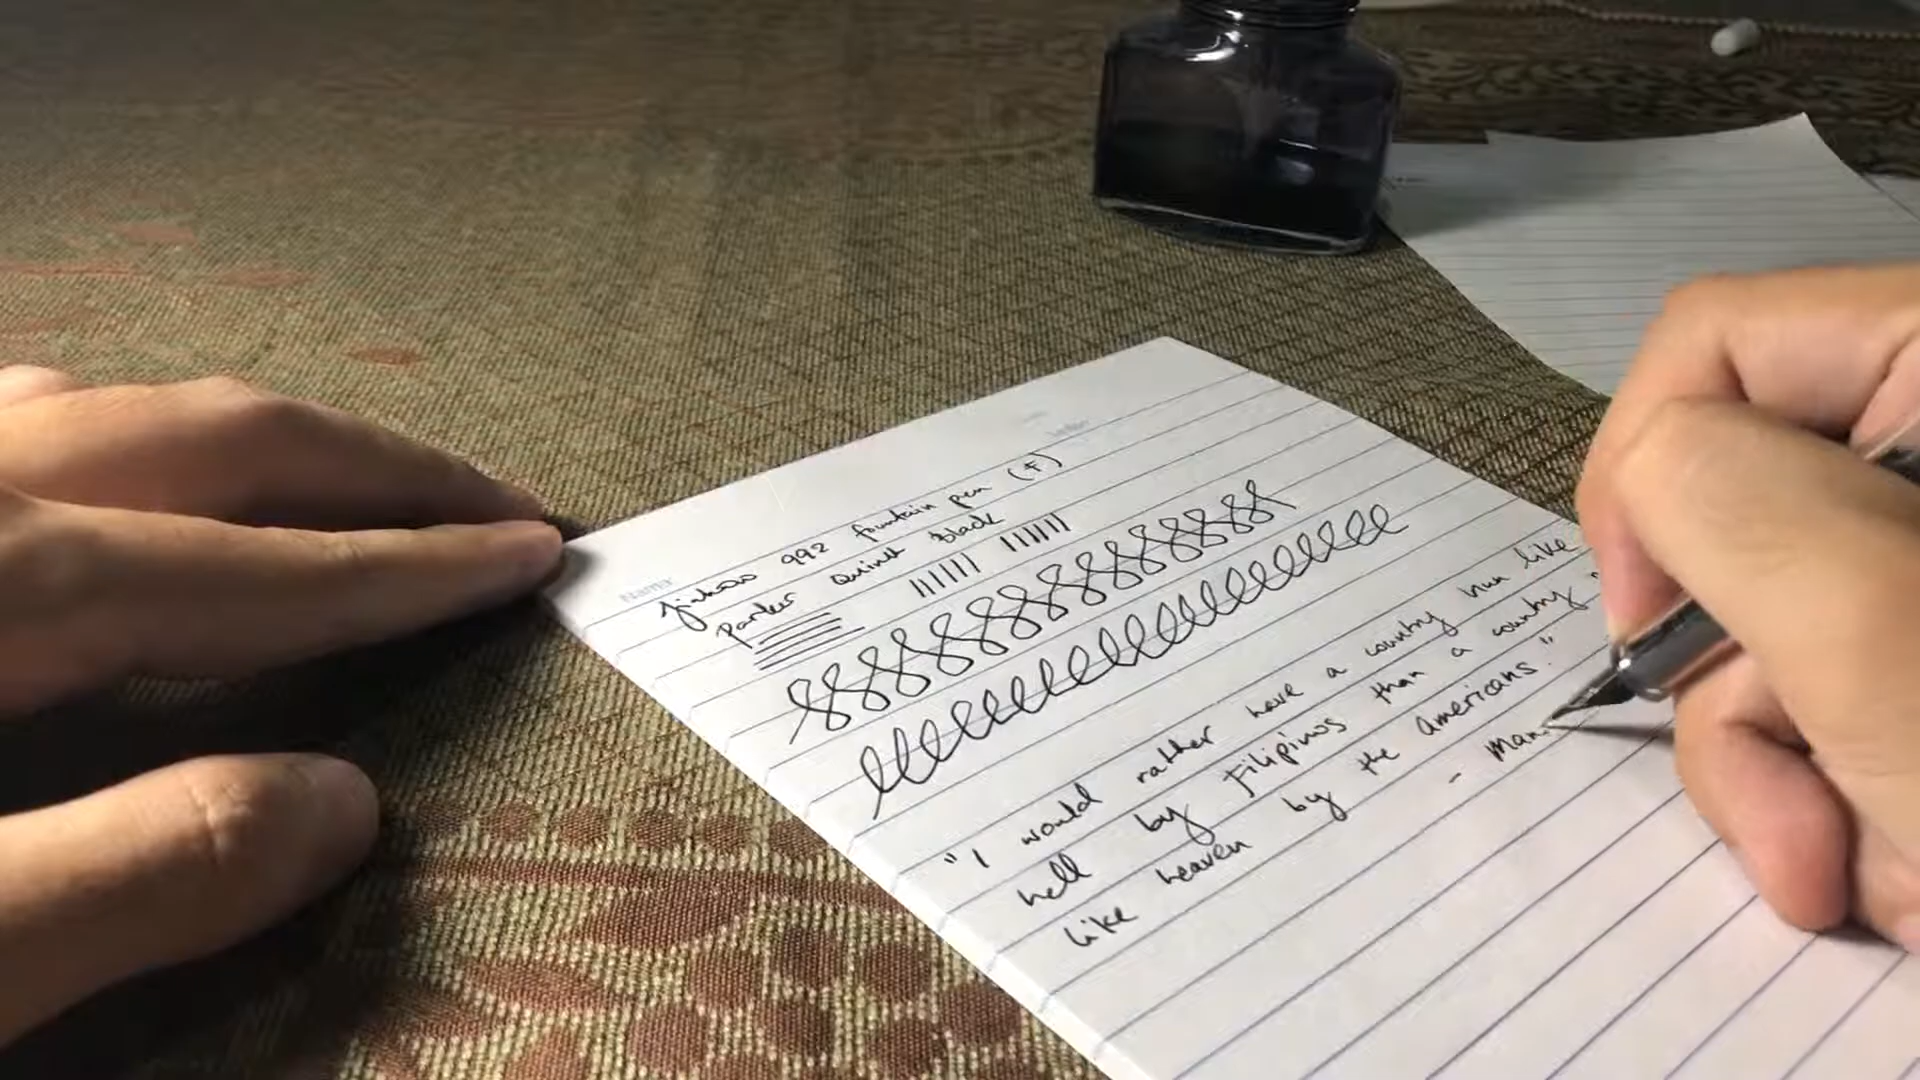 Name:
Jinhao 992 fountain pen (F)
Parker Quink Black
"I would rather have a country run like
hell by Filipinos than a country
like heaven by the Americans."
- Man